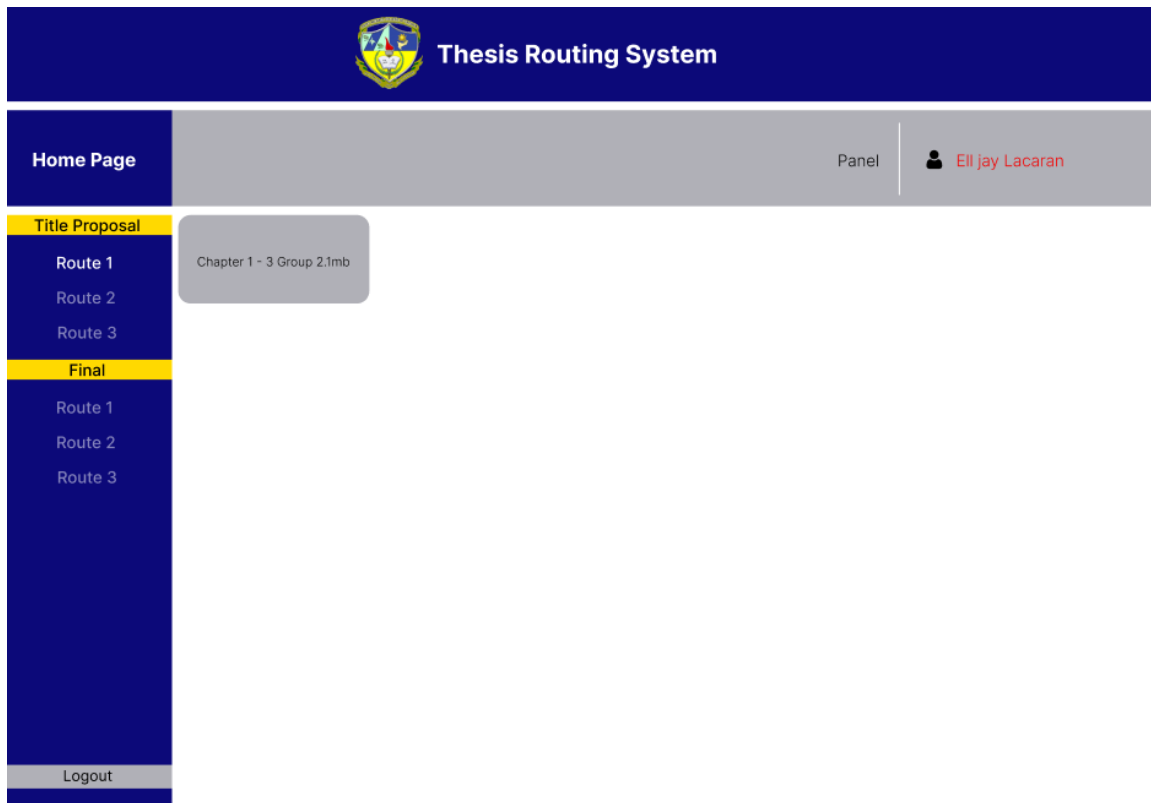 Thesis Routing System
Home Page
Panel
Ell jay Lacaran
Title Proposal
Route 1
Route 2
Route 3
Chapter 1 - 3 Group 2.1mb
Final
Route 1
Route 2
Route 3
Logout